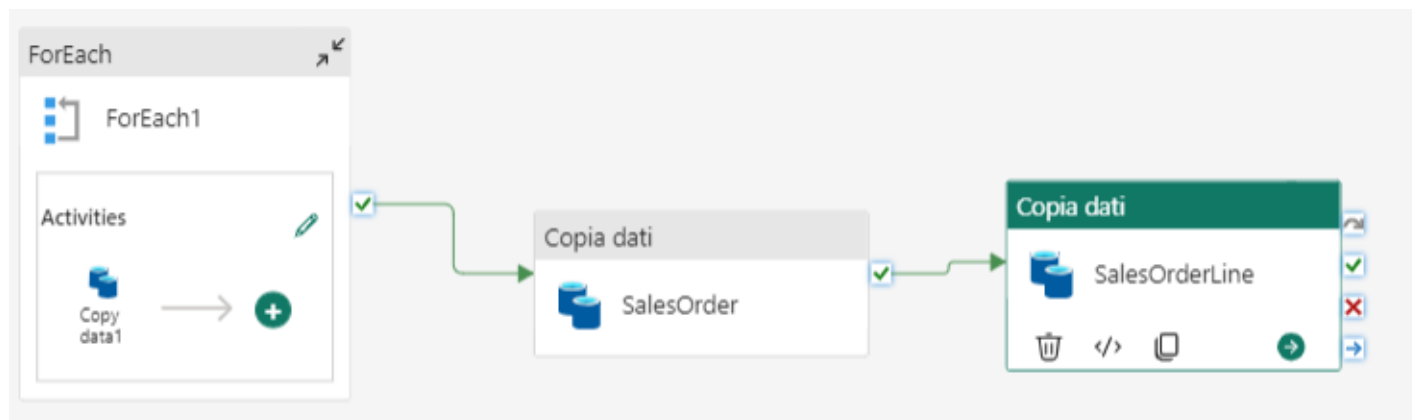 ForEach
ForEach1
Activities
Copy
data1
Copia dati
SalesOrder
Copia dati
SalesOrderLine